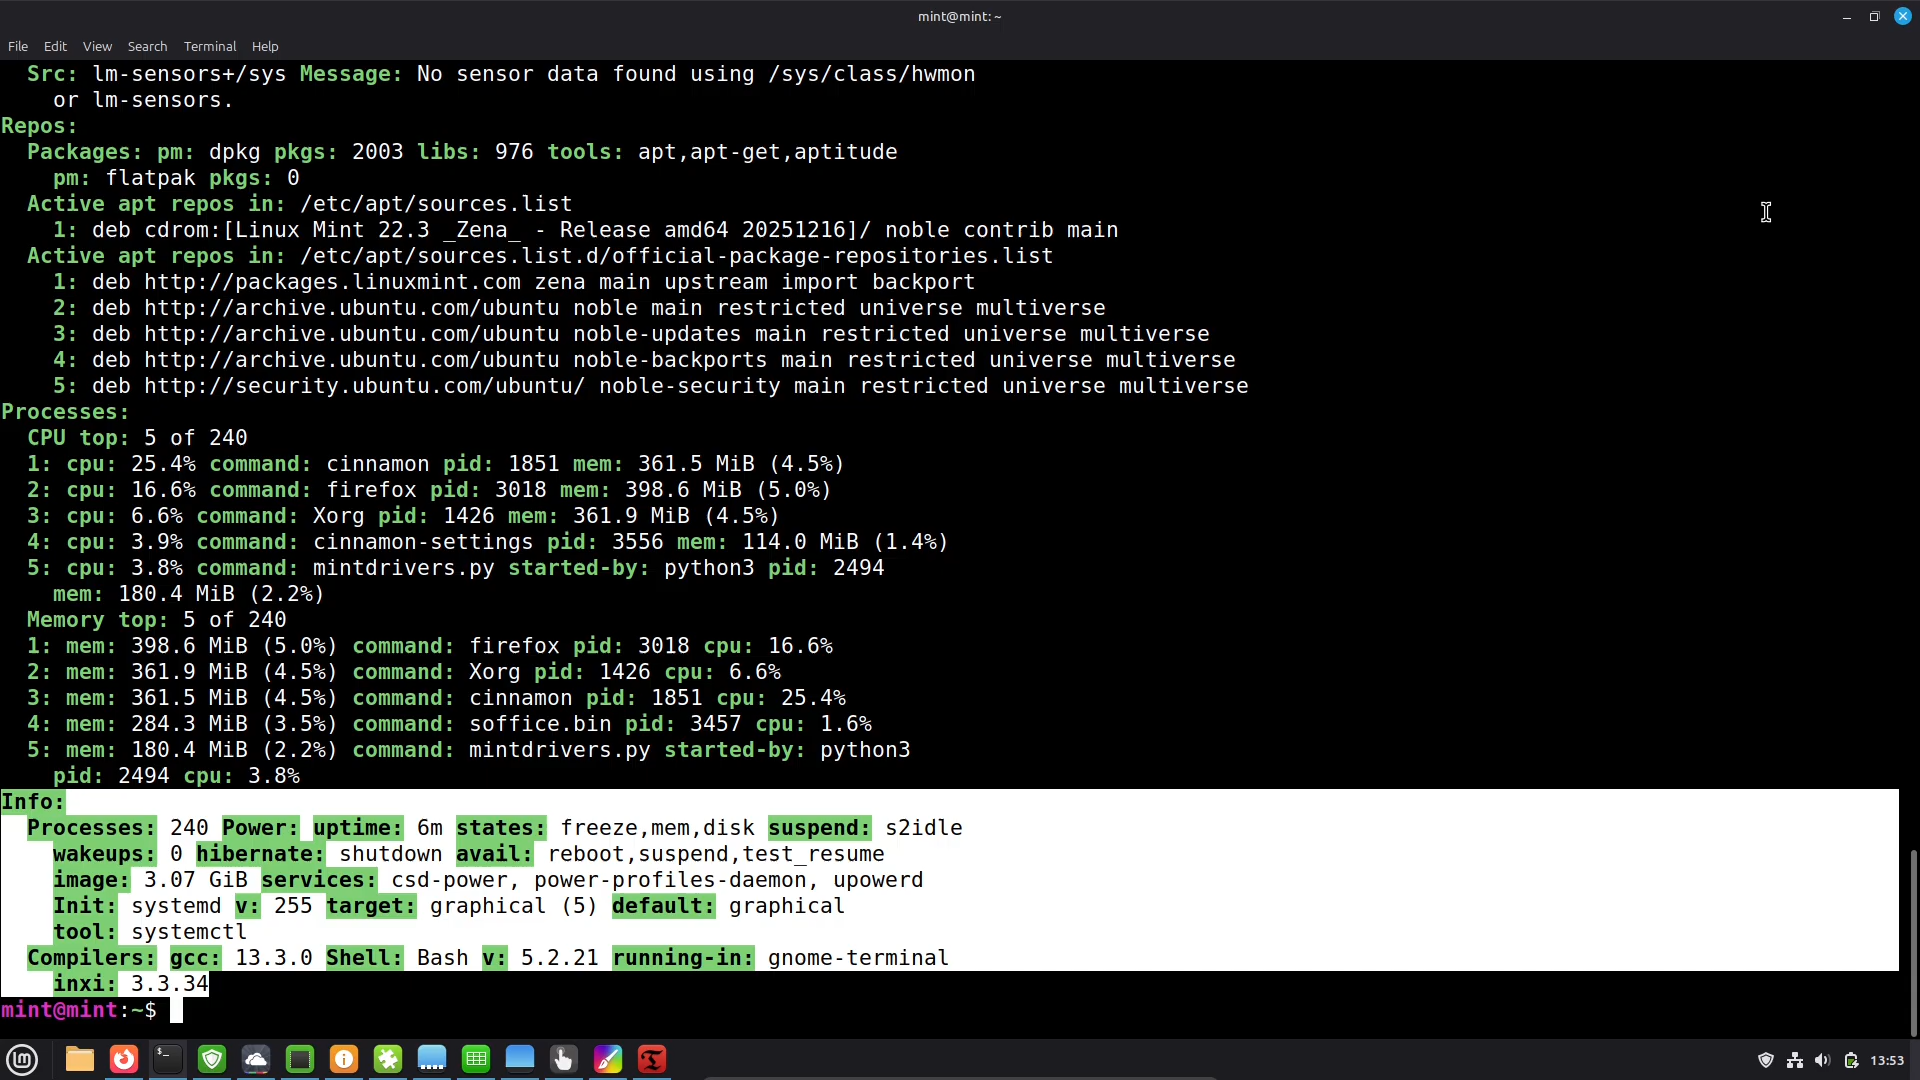 mint@mint: ~
File Edit View Search Terminal Help
Src: lm-sensors+/sys Message: No sensor data found using /sys/class/hwmon
or lm-sensors.
Repos:
Packages: pm: dpkg pkgs: 2003 libs: 976 tools: apt,apt-get,aptitude
pm: flatpak pkgs: 0
Active apt repos in: /etc/apt/sources.list
1: deb cdrom:[Linux Mint 22.3 _Zena_ - Release amd64 20251216]/ noble contrib main
Active apt repos in: /etc/apt/sources.list.d/official-package-repositories.list
1: deb http://packages.linuxmint.com zena main upstream import backport
2: deb http://archive.ubuntu.com/ubuntu noble main restricted universe multiverse
3: deb http://archive.ubuntu.com/ubuntu noble-updates main restricted universe multiverse
4: deb http://archive.ubuntu.com/ubuntu noble-backports main restricted universe multiverse
5: deb http://security.ubuntu.com/ubuntu/ noble-security main restricted universe multiverse
Processes:
CPU top: 5 of 240
1: cpu: 25.4% command: cinnamon pid: 1851 mem: 361.5 MiB (4.5%)
2: cpu: 16.6% command: firefox pid: 3018 mem: 398.6 MiB (5.0%)
3: cpu: 6.6% command: Xorg pid: 1426 mem: 361.9 MiB (4.5%)
4: cpu: 3.9% command: cinnamon-settings pid: 3556 mem: 114.0 MiB (1.4%)
5: cpu: 3.8% command: mintdrivers.py started-by: python3 pid: 2494
mem: 180.4 MiB (2.2%)
Memory top: 5 of 240
1: mem: 398.6 MiB (5.0%) command: firefox pid: 3018 cpu: 16.6%
2: mem: 361.9 MiB (4.5%) command: Xorg pid: 1426 cpu: 6.6%
3: mem: 361.5 MiB (4.5%) command: cinnamon pid: 1851 cpu: 25.4%
4: mem: 284.3 MiB (3.5%) command: soffice.bin pid: 3457 cpu: 1.6%
5: mem: 180.4 MiB (2.2%) command: mintdrivers.py started-by: python3
pid: 2494 cpu: 3.8%
Info:
Processes: 240 Power: uptime: 6m states: freeze,mem,disk suspend: s2idle
wakeups: 0 hibernate: shutdown avail: reboot,suspend,test_resume
image: 3.07 GiB services: csd-power, power-profiles-daemon, upowerd
Init: systemd v: 255 target: graphical (5) default: graphical
tool: systemctl
Compilers: gcc: 13.3.0 Shell: Bash v: 5.2.21 running-in: gnome-terminal
inxi: 3.3.34
mint@mint:~$
13:53